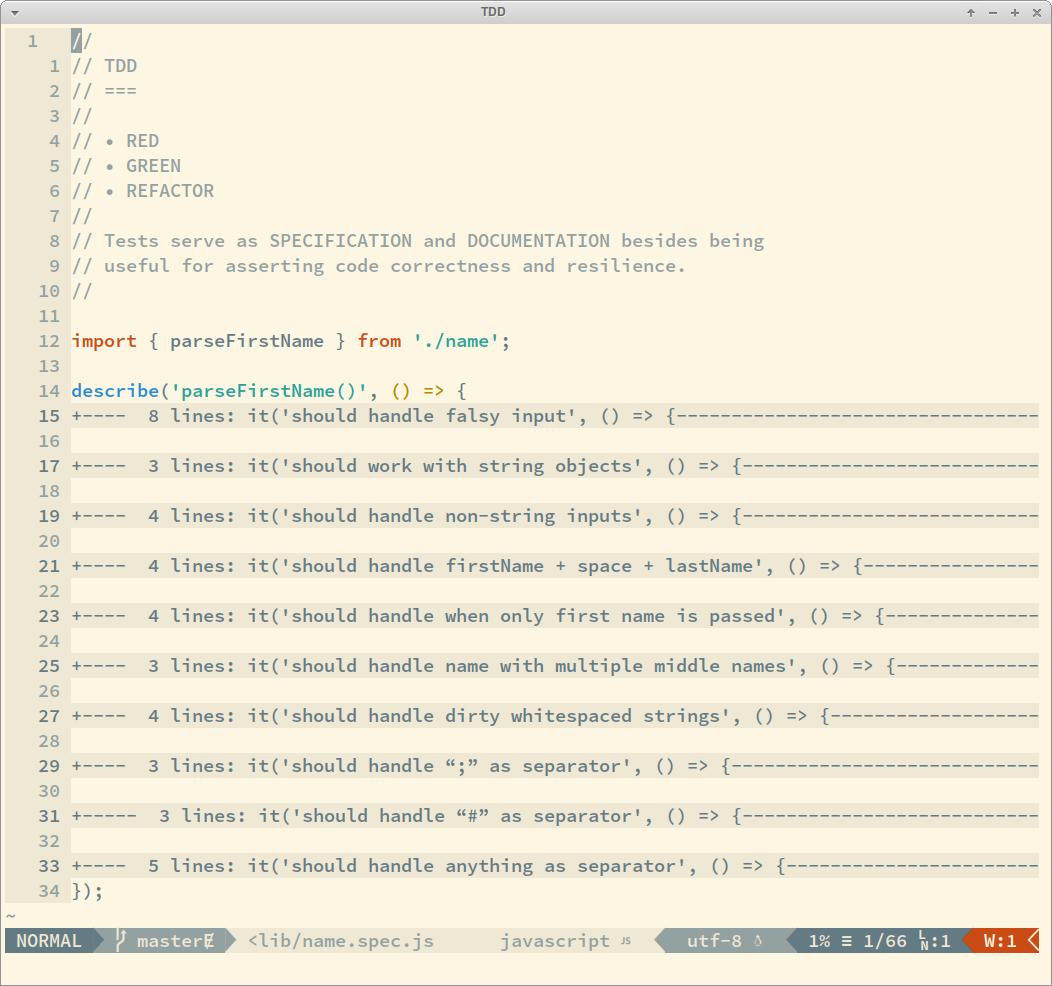 TDD
1 //
1 // TDD
2 // ===
3 //
4 // • RED
5 // • GREEN
6 // • REFACTOR
7 //
8 // Tests serve as SPECIFICATION and DOCUMENTATION besides being
9 // useful for asserting code correctness and resilience.
10 //
11
12 import { parseFirstName } from './name';
13
14 describe('parseFirstName()', () => {
15 +----  8 lines: it('should handle falsy input', () => {---------------------------------
16
17 +----  3 lines: it('should work with string objects', () => {---------------------------
18
19 +----  4 lines: it('should handle non-string inputs', () => {---------------------------
20
21 +----  4 lines: it('should handle firstName + space + lastName', () => {----------------
22
23 +----  4 lines: it('should handle when only first name is passed', () => {--------------
24
25 +----  3 lines: it('should handle name with multiple middle names', () => {-------------
26
27 +----  4 lines: it('should handle dirty whitespaced strings', () => {-------------------
28
29 +----  3 lines: it('should handle “;” as separator', () => {----------------------------
30
31 +-----  3 lines: it('should handle “#” as separator', () => {---------------------------
32
33 +----  5 lines: it('should handle anything as separator', () => {-----------------------
34 });
~
NORMAL master <lib/name.spec.js javascript JS utf-8 1% ≡ 1/66 LN:1 W:1